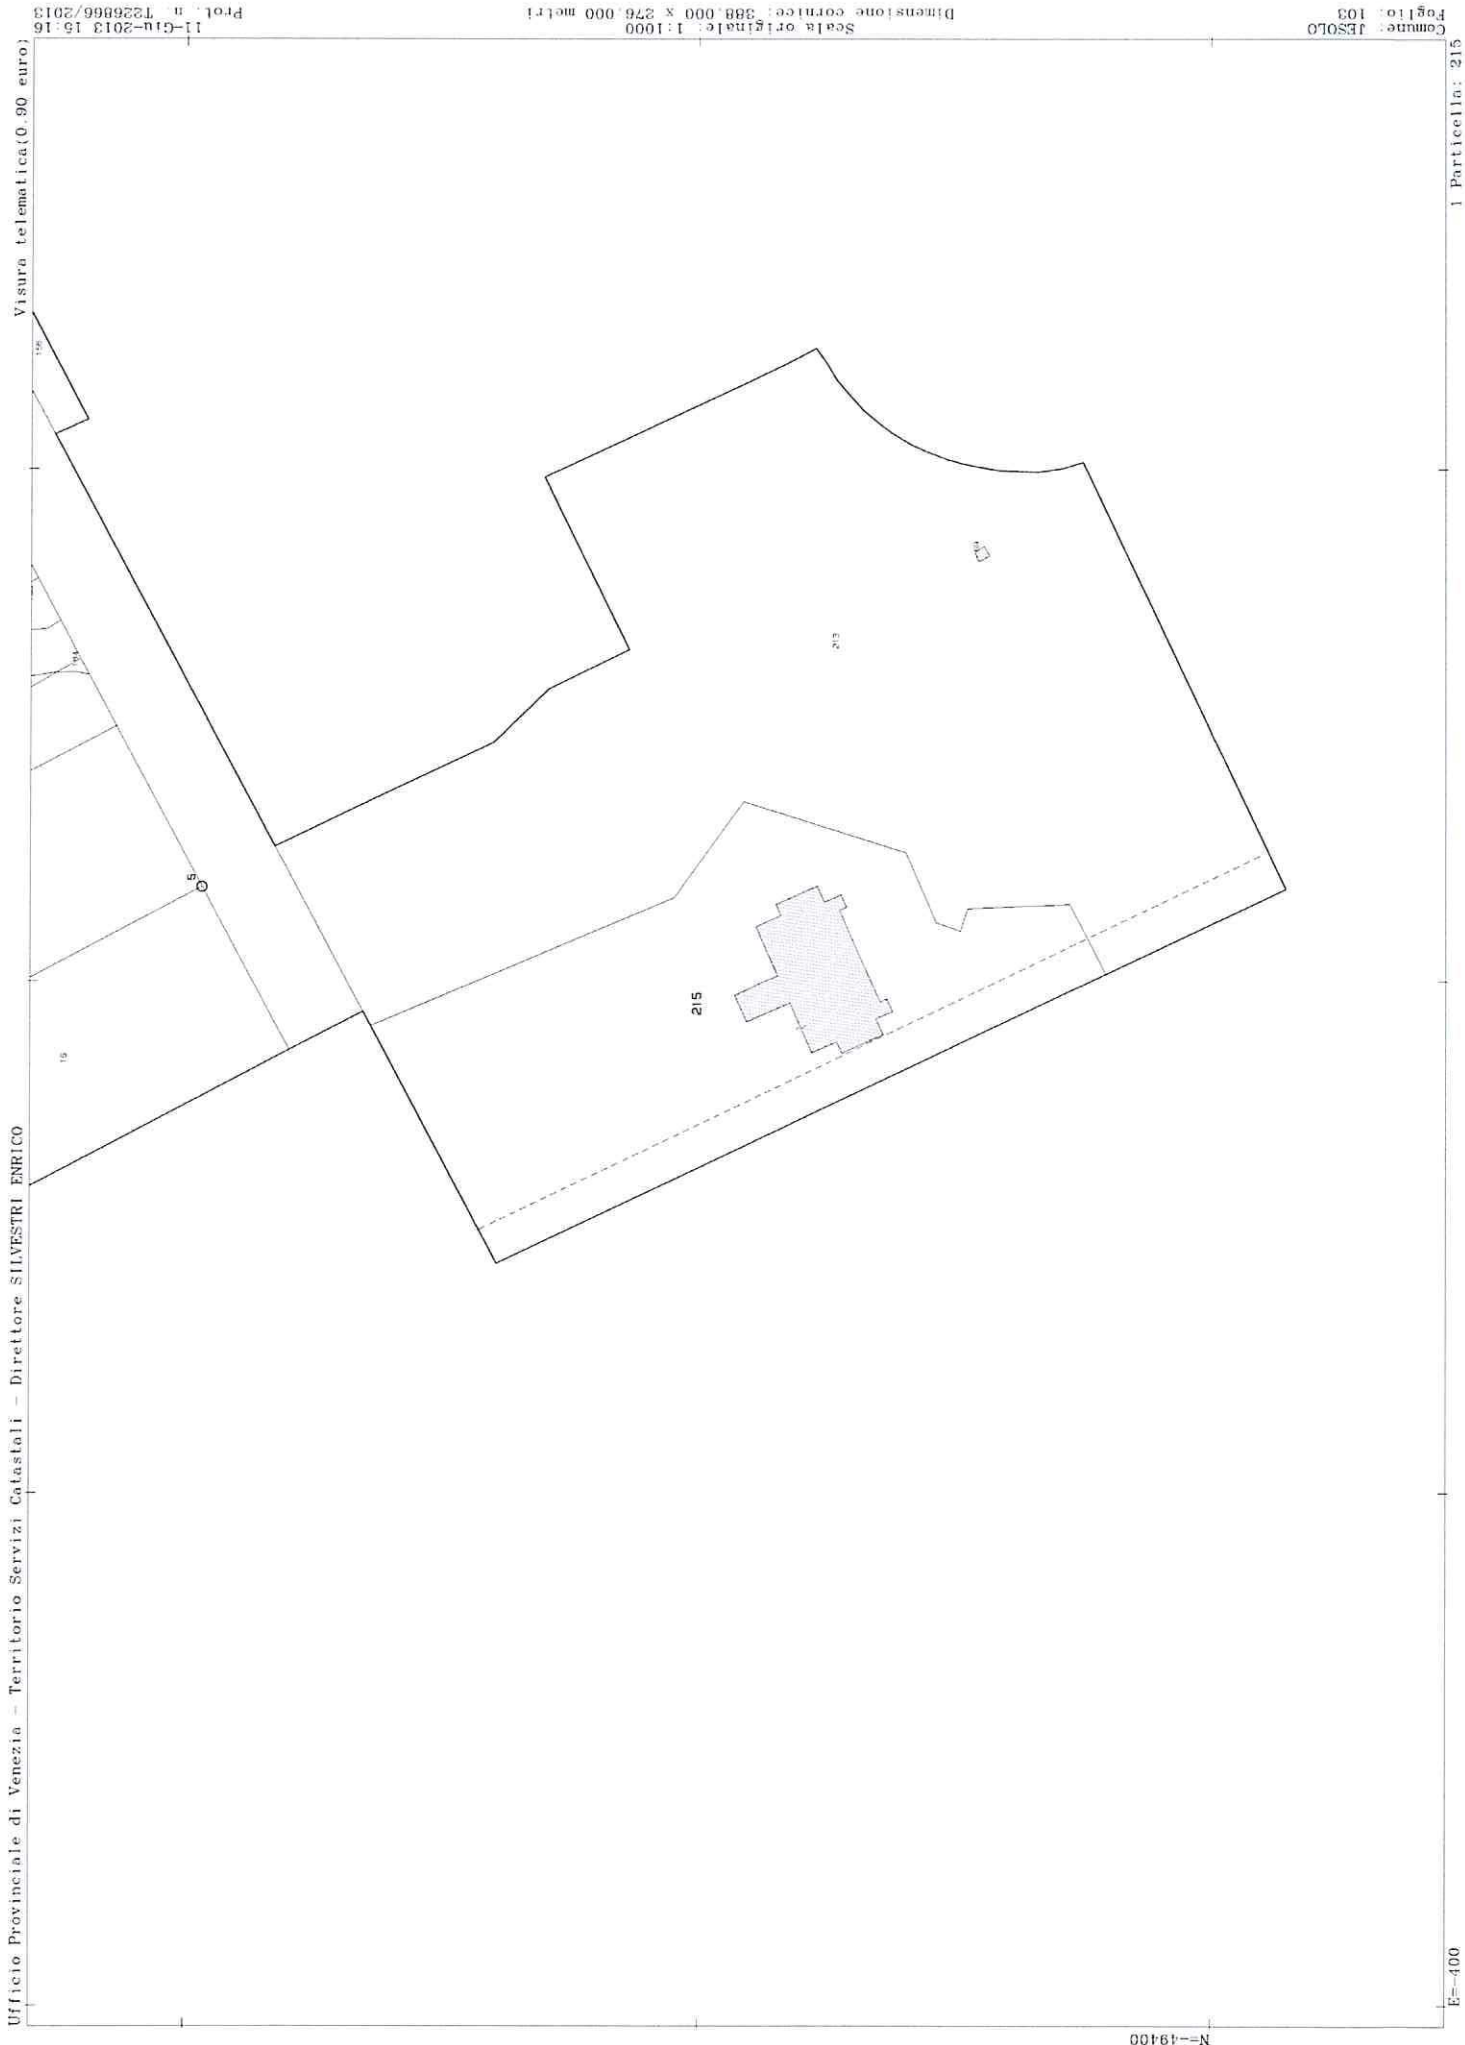 Ufficio Provinciale di Venezia - Territorio Servizi Catastali - Direttore SILVESTRI ENRICO
Visura telematica(0.90 euro)
11-Giu-2013 15:16
Prot. n. T226866/2013
Scala originale: 1:1000
Dimensione cornice: 388.000 x 276.000 metri
Comune: JESOLO
Foglio: 103
1 Particella: 215
5
215
213
E=-400
N=-49400